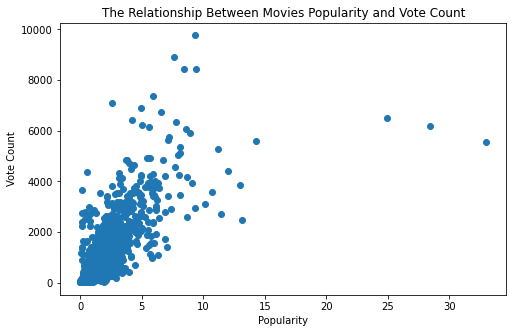 The Relationship Between Movies Popularity and Vote Count
10000
8000
6000
4000
2000
0
Vote Count
0 5 10 15 20 25 30
Popularity